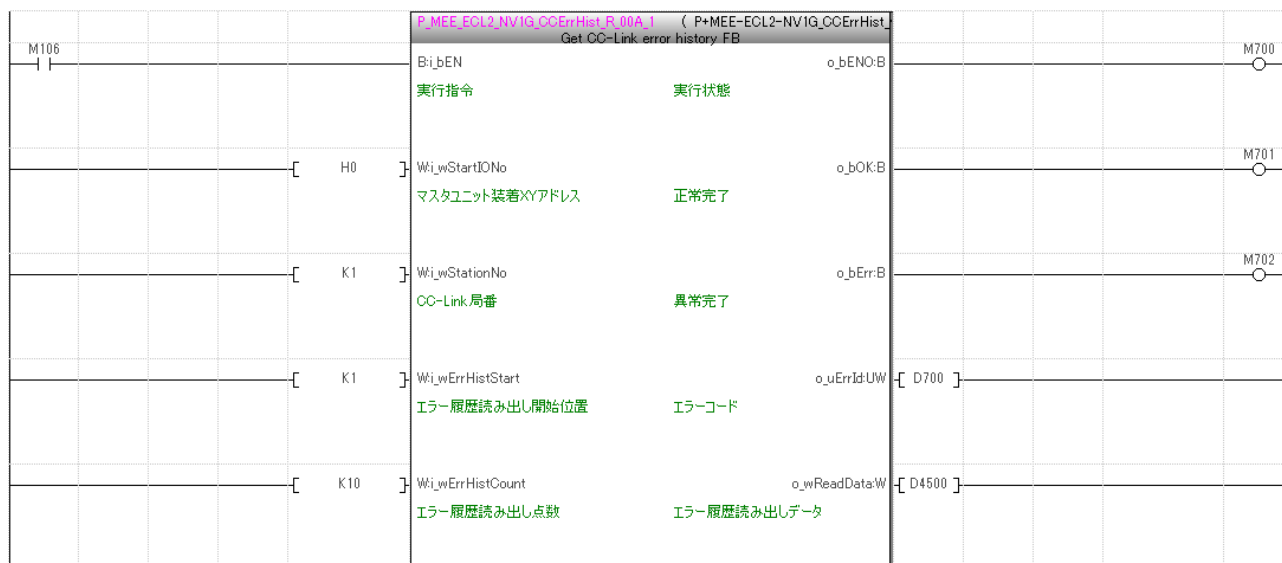 P_MEE_ECL2_NV1G_CCErrHist_R_00A_1 ( P+MEE-ECL2-NV1G_CCErrHist_
Get CC-Link error history FB
M106
B:i_bEN
o_bENO:B
M700
実行指令
実行状態
H0
W:i_wStartIONo
o_bOK:B
M701
マスタユニット装着XYアドレス
正常完了
K1
W:i_wStationNo
o_bErr:B
M702
CC-Link局番
異常完了
K1
W:i_wErrHistStart
o_uErrId:UW
D700
エラー履歴読み出し開始位置
エラーコード
K10
W:i_wErrHistCount
o_wReadData:W
D4500
エラー履歴読み出し点数
エラー履歴読み出しデータ